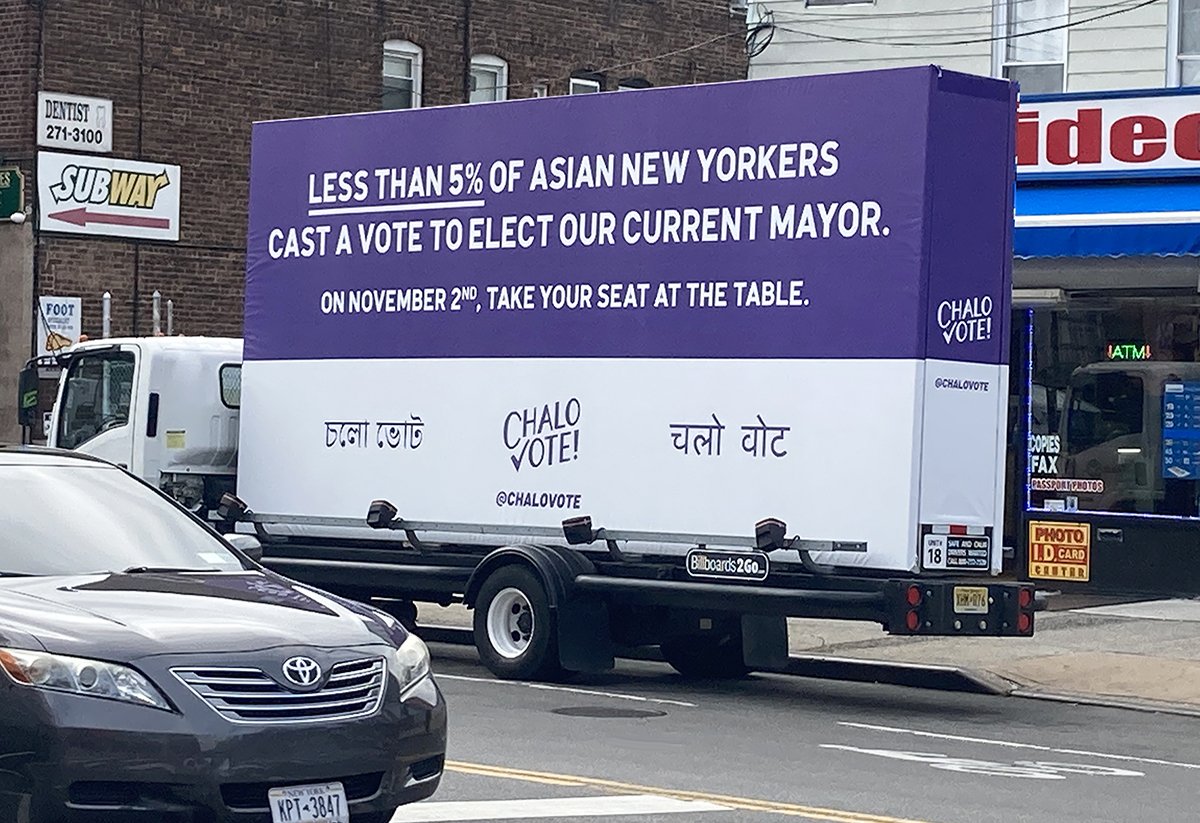 DENTIST
271-3100
SUBWAY
FOOT
LESS THAN 5% OF ASIAN NEW YORKERS
CAST A VOTE TO ELECT OUR CURRENT MAYOR.
ON NOVEMBER 2ND, TAKE YOUR SEAT AT THE TABLE.
চলো ভোট
CHALO
VOTE!
@CHALOVOTE
चलो वोट
CHALO
VOTE!
@CHALOVOTE
Billboards2Go
UNIT#
18
ATM
COPIES
FAX
PASSPORT PHOTOS
PHOTO
I.D CARD
CENTER
NEW YORK
KPT-3847